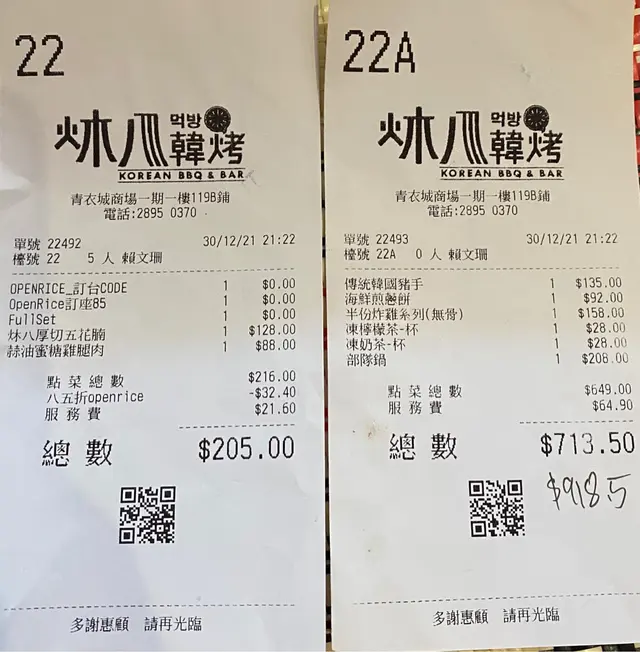 22
炑八韓烤
먹방
KOREAN BBQ & BAR
青衣城商場一期一樓119B鋪
電話:2895 0370
單號 22492 30/12/21 21:22
檯號 22 5 人 賴文珊
OPENRICE_訂台CODE 1 $0.00
OpenRice訂座85 1 $0.00
FullSet 1 $0.00
炑八厚切五花腩 1 $128.00
蒜油蜜糖雞腿肉 1 $88.00
點菜總數 $216.00
八五折openrice -$32.40
服務費 $21.60
總數 $205.00
多謝惠顧 請再光臨
22A
炑八韓烤
먹방
KOREAN BBQ & BAR
青衣城商場一期一樓119B鋪
電話:2895 0370
單號 22493 30/12/21 21:22
檯號 22A 0 人 賴文珊
傳統韓國豬手 1 $135.00
海鮮煎葱餅 1 $92.00
半份炸雞系列(無骨) 1 $158.00
凍檸檬茶-杯 1 $28.00
凍奶茶-杯 1 $28.00
部隊鍋 1 $208.00
點菜總數 $649.00
服務費 $64.90
總數 $713.50
$918.5
多謝惠顧 請再光臨